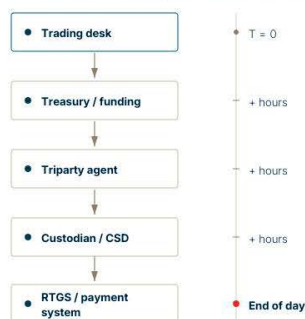 Trading desk
T = 0
Treasury / funding
+ hours
Triparty agent
+ hours
Custodian / CSD
+ hours
RTGS / payment
system
End of day